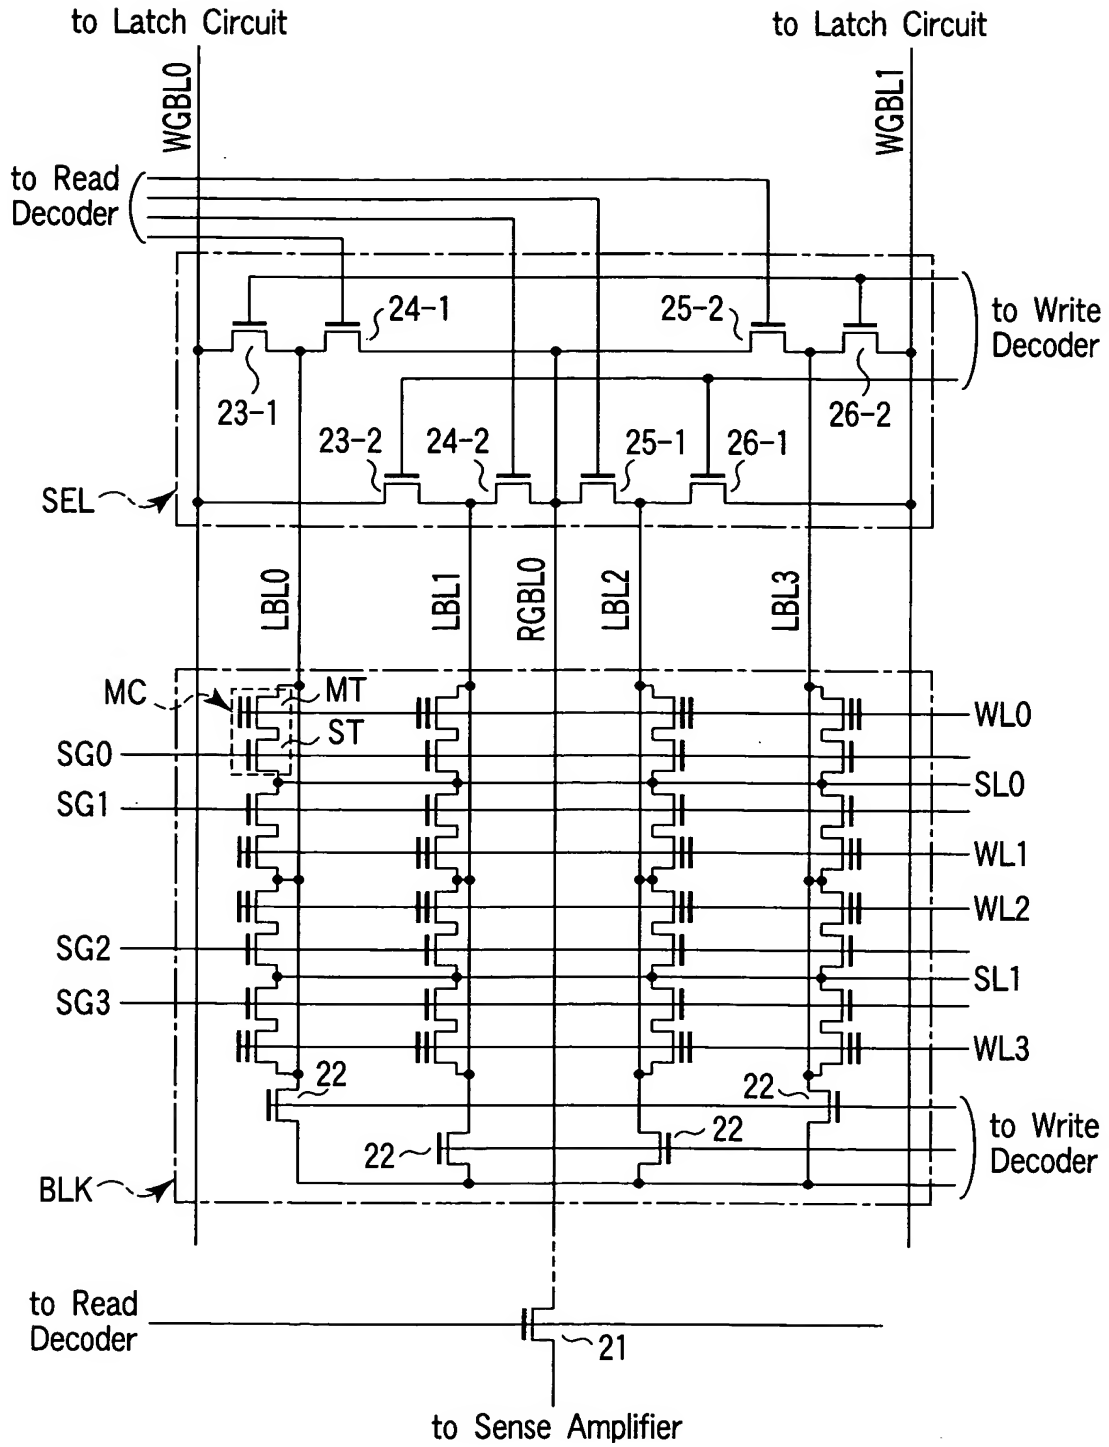 to Latch Circuit
to Latch Circuit
WGBL0
WGBL1
to Read
Decoder
24-1
25-2
to Write
Decoder
23-1
26-2
23-2
24-2
25-1
26-1
SEL
LBL0
LBL1
RGBL0
LBL2
LBL3
MC
MT
WL0
ST
SG0
SL0
SG1
WL1
WL2
SG2
SL1
SG3
WL3
22
22
22
22
to Write
Decoder
BLK
to Read
Decoder
21
to Sense Amplifier